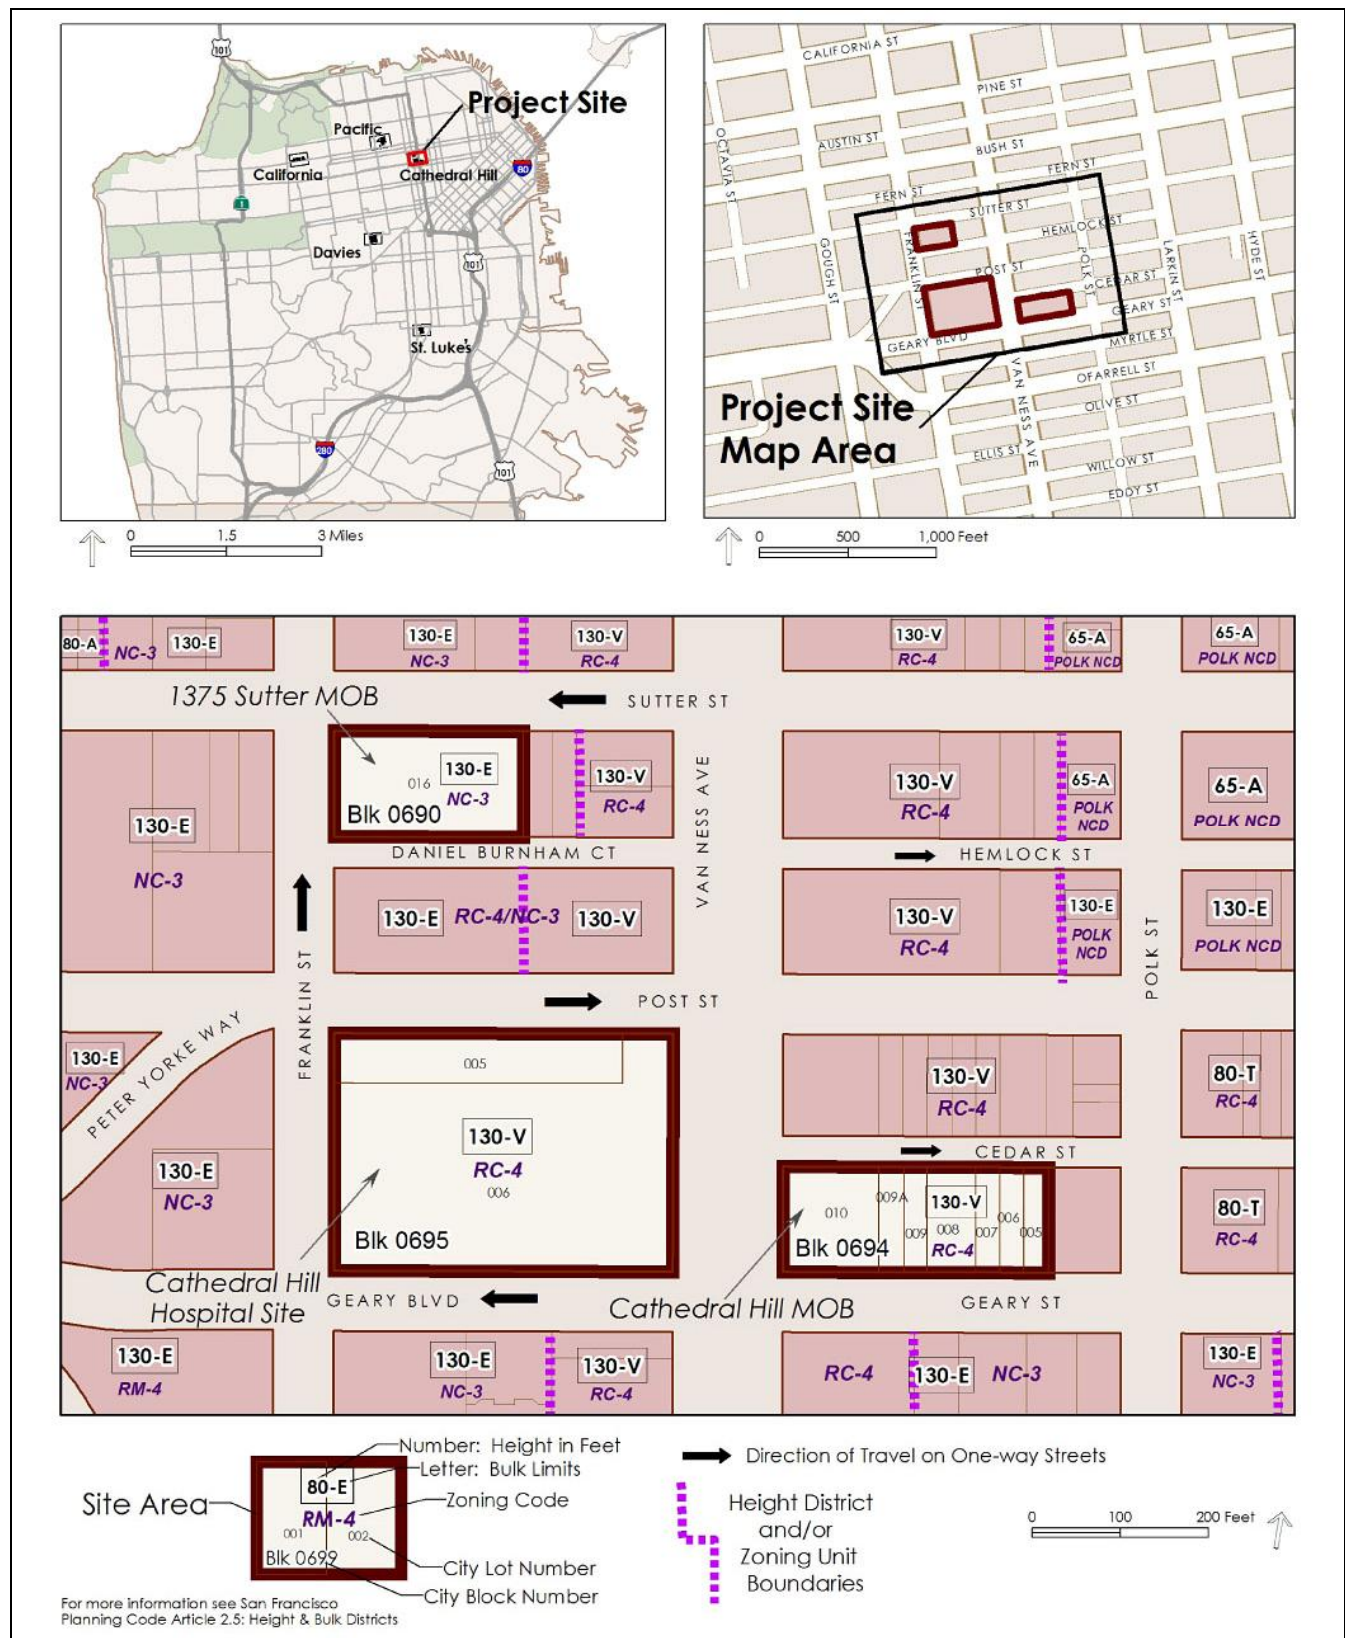 101
Project Site
Pacific
California
Cathedral Hill
80
1
Davies
101
St. Luke's
280
101
0 1.5 3 Miles
CALIFORNIA ST
PINE ST
OCTAVIA ST
AUSTIN ST
BUSH ST
FERN ST
FERN ST
SUTTER ST
HEMLOCK ST
GOUGH ST
FRANKLIN ST
POST ST
POLK ST
CEDAR ST
LARKIN ST
HYDE ST
GEARY ST
GEARY BLVD
MYRTLE ST
VAN NESS AVE
OFARRELL ST
OLIVE ST
ELLIS ST
WILLOW ST
EDDY ST
Project Site
Map Area
0 500 1,000 Feet
80-A NC-3 130-E
130-E
NC-3
130-V
RC-4
130-V
RC-4
65-A
POLK NCD
65-A
POLK NCD
1375 Sutter MOB
SUTTER ST
130-E
NC-3
016
130-E
NC-3
Blk 0690
130-V
RC-4
VAN NESS AVE
130-V
RC-4
65-A
POLK
NCD
65-A
POLK NCD
DANIEL BURNHAM CT
HEMLOCK ST
130-E RC-4/NC-3 130-V
130-V
RC-4
130-E
POLK
NCD
130-E
POLK NCD
FRANKLIN ST
POST ST
POLK ST
130-E
NC-3
PETER YORKE WAY
005
130-V
RC-4
006
Blk 0695
130-V
RC-4
80-T
RC-4
CEDAR ST
130-E
NC-3
010
009A
009
130-V
008
RC-4
007
006
005
Blk 0694
80-T
RC-4
Cathedral Hill
Hospital Site
GEARY BLVD
Cathedral Hill MOB
GEARY ST
130-E
RM-4
130-E
NC-3
130-V
RC-4
RC-4 130-E NC-3
130-E
NC-3
Site Area
80-E
RM-4
001
002
Blk 0699
Number: Height in Feet
Letter: Bulk Limits
Zoning Code
City Lot Number
City Block Number
Direction of Travel on One-way Streets
Height District
and/or
Zoning Unit
Boundaries
0 100 200 Feet
For more information see San Francisco
Planning Code Article 2.5: Height & Bulk Districts